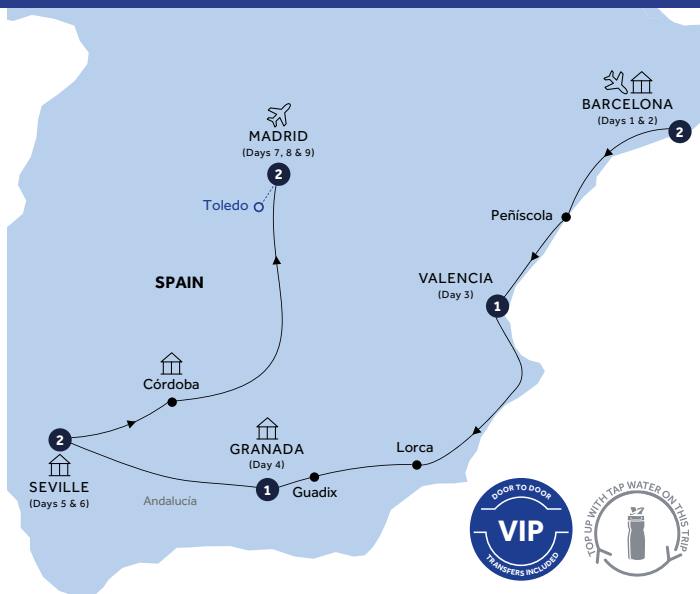 BARCELONA
(Days 1 & 2)
2
MADRID
(Days 7, 8 & 9)
2
Toledo
Peñíscola
SPAIN
VALENCIA
(Day 3)
1
Córdoba
2
SEVILLE
(Days 5 & 6)
GRANADA
(Day 4)
1
Guadix
Lorca
Andalucía
DOOR TO DOOR
VIP
TRANSFERS INCLUDED
TOP UP WITH TAP WATER ON THIS TRIP